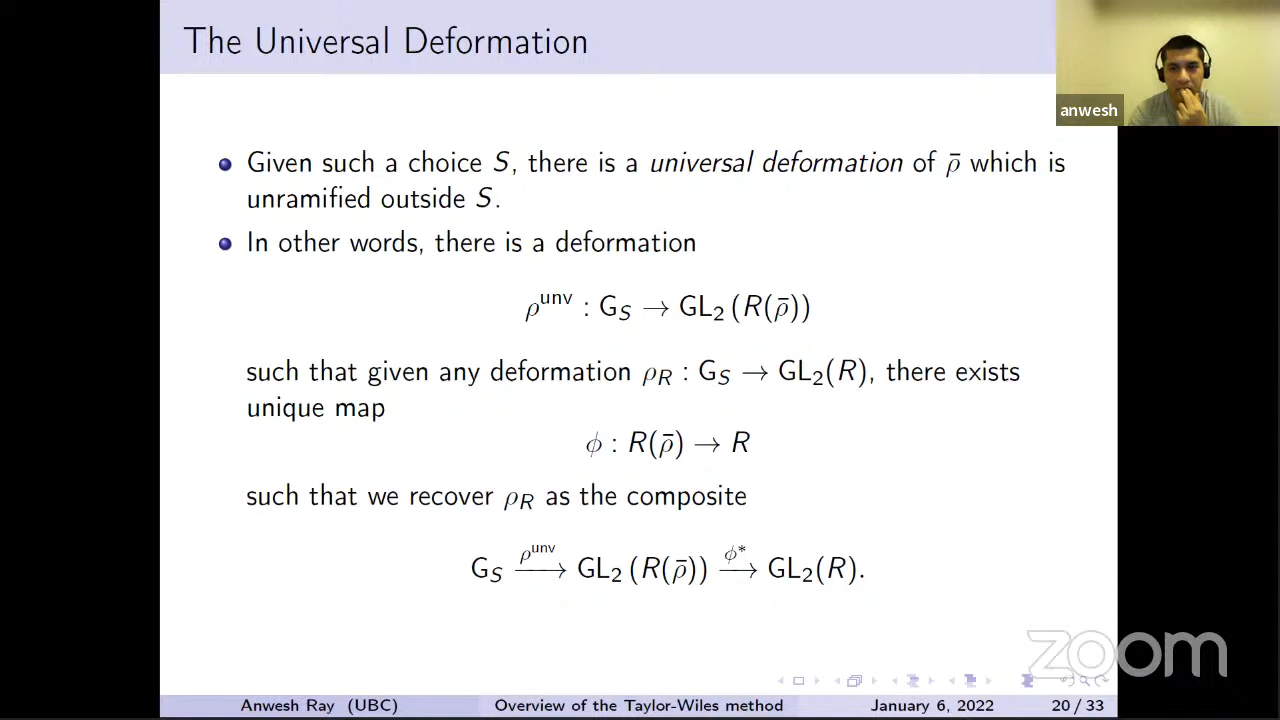 The Universal Deformation
anwesh
Given such a choice S, there is a universal deformation of ρ̄ which is
unramified outside S.
In other words, there is a deformation
ρ^unv : G_S → GL_2 (R(ρ̄))
such that given any deformation ρ_R : G_S → GL_2(R), there exists
unique map
ϕ : R(ρ̄) → R
such that we recover ρ_R as the composite
G_S —ρ^unv→ GL_2 (R(ρ̄)) —ϕ*→ GL_2(R).
zoom
Anwesh Ray (UBC) Overview of the Taylor-Wiles method January 6, 2022 20 / 33